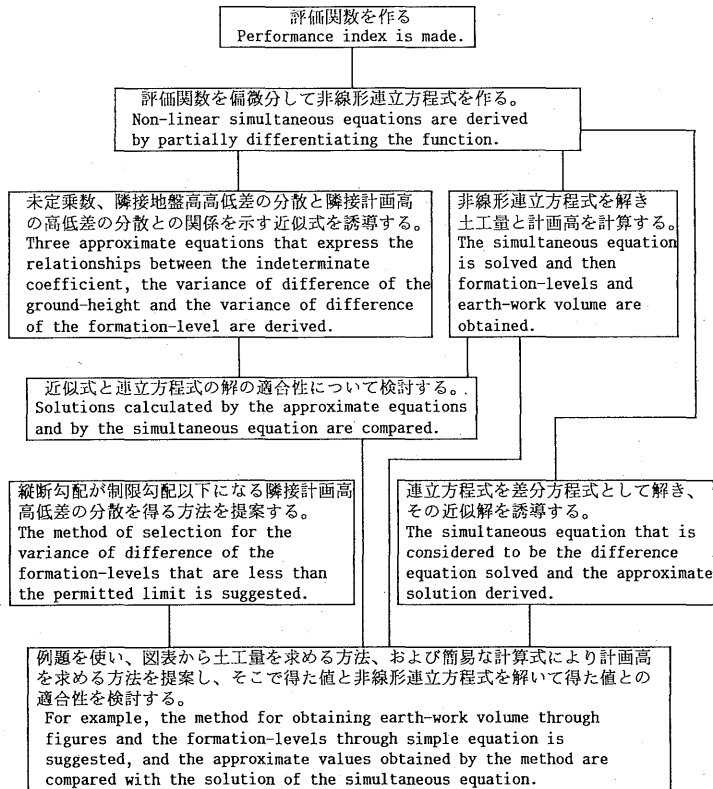 評価関数を作る
Performance index is made.
評価関数を偏微分して非線形連立方程式を作る。
Non-linear simultaneous equations are derived
by partially differentiating the function.
未定乗数、隣接地盤高高低差の分散と隣接計画高
の高低差の分散との関係を示す近似式を誘導する。
Three approximate equations that express the
relationships between the indeterminate
coefficient, the variance of difference of the
ground-height and the variance of difference
of the formation-level are derived.
非線形連立方程式を解き
土工量と計画高を計算する。
The simultaneous equation
is solved and then
formation-levels and
earth-work volume are
obtained.
近似式と連立方程式の解の適合性について検討する。
Solutions calculated by the approximate equations
and by the simultaneous equation are compared.
縦断勾配が制限勾配以下になる隣接計画高
高低差の分散を得る方法を提案する。
The method of selection for the
variance of difference of the
formation-levels that are less than
the permitted limit is suggested.
連立方程式を差分方程式として解き、
その近似解を誘導する。
The simultaneous equation that is
considered to be the difference
equation solved and the approximate
solution derived.
例題を使い、図表から土工量を求める方法、および簡易な計算式により計画高
を求める方法を提案し、そこで得た値と非線形連立方程式を解いて得た値との
適合性を検討する。
For example, the method for obtaining earth-work volume through
figures and the formation-levels through simple equation is
suggested, and the approximate values obtained by the method are
compared with the solution of the simultaneous equation.